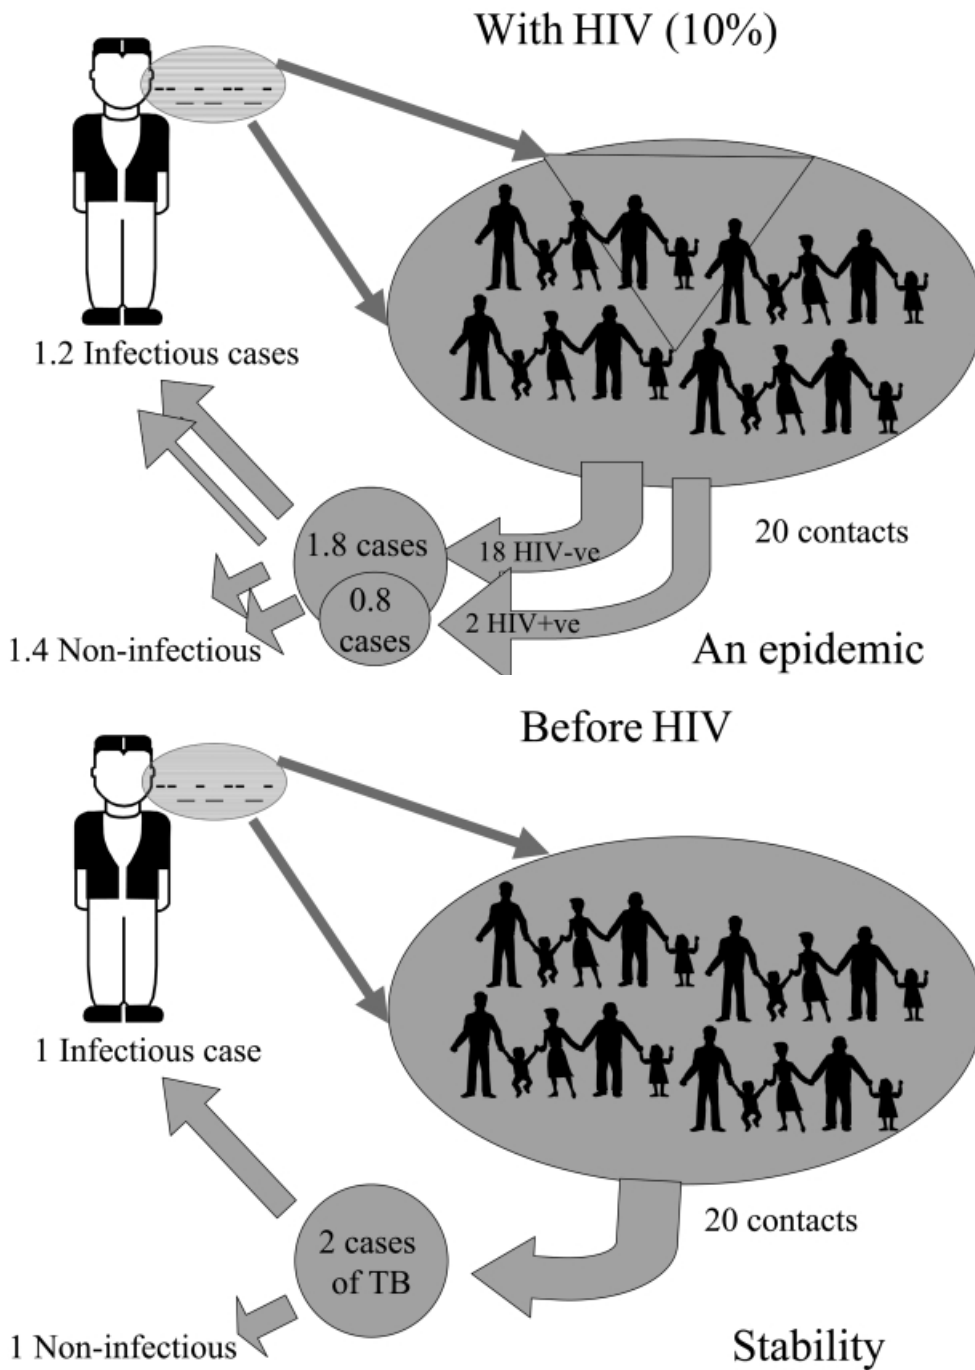 With HIV (10%)
1.2 Infectious cases
20 contacts
1.8 cases
18 HIV-ve
0.8
cases
2 HIV+ve
1.4 Non-infectious
An epidemic
Before HIV
1 Infectious case
20 contacts
2 cases
of TB
1 Non-infectious
Stability